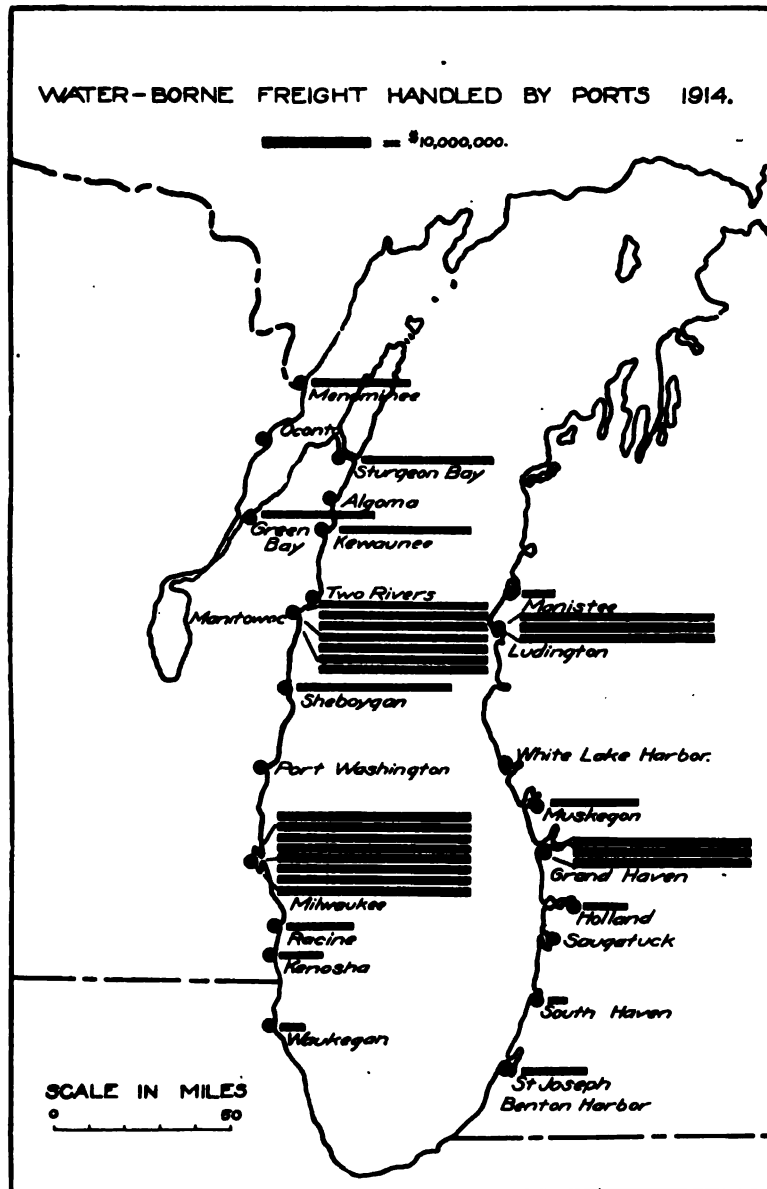 WATER-BORNE FREIGHT HANDLED BY PORTS 1914.
= $10,000,000.
Menominee
Oconto
Sturgeon Bay
Algoma
Green
Bay
Kewaunee
Two Rivers
Manistee
Manitowoc
Ludington
Sheboygan
White Lake Harbor.
Port Washington
Muskegon
Grand Haven
Milwaukee
Holland
Racine
Saugatuck
Kenosha
South Haven
Waukegan
St Joseph
Benton Harbor
SCALE IN MILES
0 50